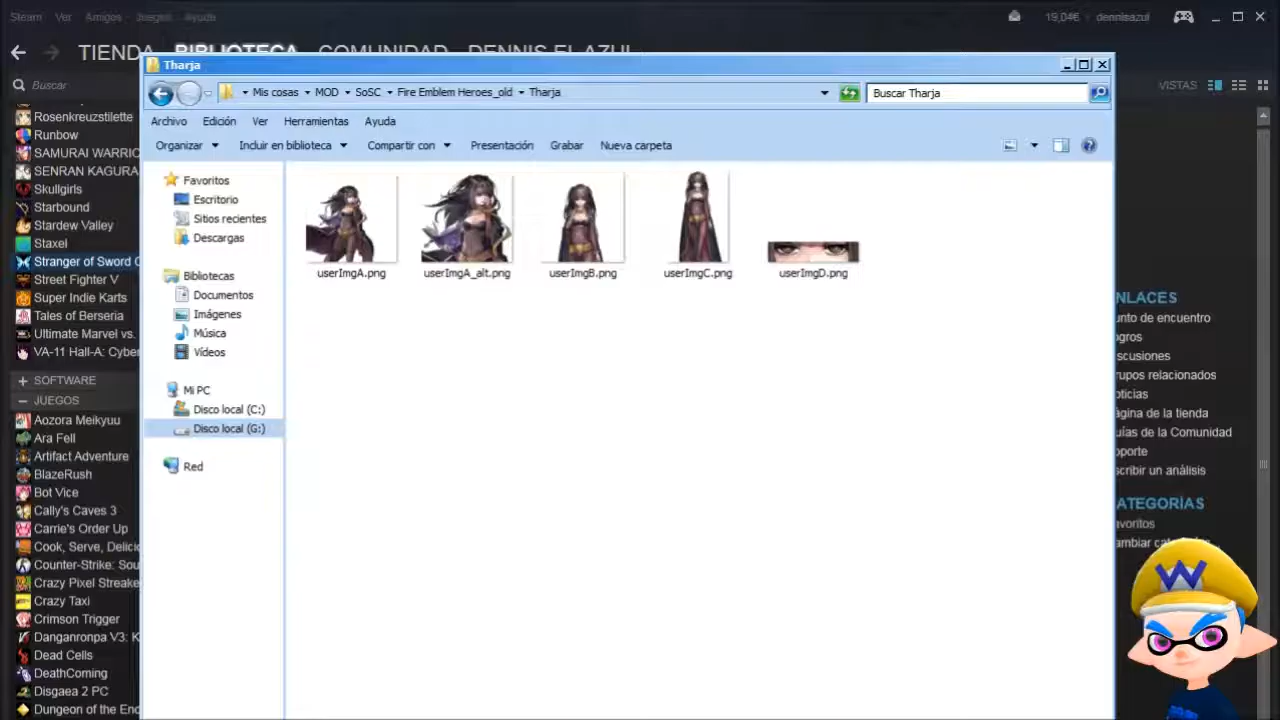 Steam Ver Amigos Juegos Ayuda
19,04€ dennisazul
TIENDA BIBLIOTECA COMUNIDAD DENNIS EL AZUL
Buscar
VISTAS
Rosenkreuzstilette
Runbow
SAMURAI WARRIC
SENRAN KAGURA
Skullgirls
Starbound
Stardew Valley
Staxel
Stranger of Sword C
Street Fighter V
Super Indie Karts
Tales of Berseria
Ultimate Marvel vs.
VA-11 Hall-A: Cyber
SOFTWARE
JUEGOS
Aozora Meikyuu
Ara Fell
Artifact Adventure
BlazeRush
Bot Vice
Cally's Caves 3
Carrie's Order Up
Cook, Serve, Delicio
Counter-Strike: Sou
Crazy Pixel Streake
Crazy Taxi
Crimson Trigger
Danganronpa V3: K
Dead Cells
DeathComing
Disgaea 2 PC
Dungeon of the End
Tharja
Mis cosas MOD SoSC Fire Emblem Heroes_old Tharja
Buscar Tharja
Archivo Edición Ver Herramientas Ayuda
Organizar Incluir en biblioteca Compartir con Presentación Grabar Nueva carpeta
Favoritos
Escritorio
Sitios recientes
Descargas
Bibliotecas
Documentos
Imágenes
Música
Vídeos
Mi PC
Disco local (C:)
Disco local (G:)
Red
userImgA.png userImgA_alt.png userImgB.png userImgC.png userImgD.png
NLACES
unto de encuentro
gros
scusiones
rupos relacionados
oticias
ágina de la tienda
uías de la Comunidad
oporte
scribir un análisis
ATEGORÍAS
avoritos
W